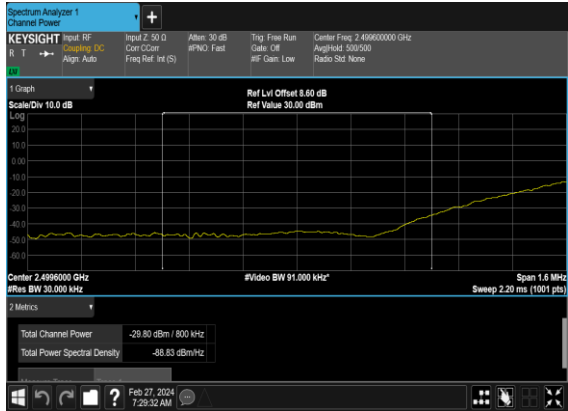 Spectrum Analyzer 1
Channel Power
+
KEYSIGHT
R T
LXI
Input: RF
Coupling: DC
Align: Auto
Input Z: 50 Ω
Corr CCorr
Freq Ref: Int (S)
Atten: 30 dB
#PNO: Fast
Trig: Free Run
Gate: Off
#IF Gain: Low
Center Freq: 2.499600000 GHz
Avg|Hold: 500/500
Radio Std: None
1 Graph
Scale/Div 10.0 dB
Ref Lvl Offset 8.60 dB
Ref Value 30.00 dBm
Log
20.0
10.0
0.00
-10.0
-20.0
-30.0
-40.0
-50.0
-60.0
Center 2.4996000 GHz
#Res BW 30.000 kHz
#Video BW 91.000 kHz*
Span 1.6 MHz
Sweep 2.20 ms (1001 pts)
2 Metrics
Total Channel Power -29.80 dBm / 800 kHz
Total Power Spectral Density -88.83 dBm/Hz
?
Feb 27, 2024
7:29:32 AM